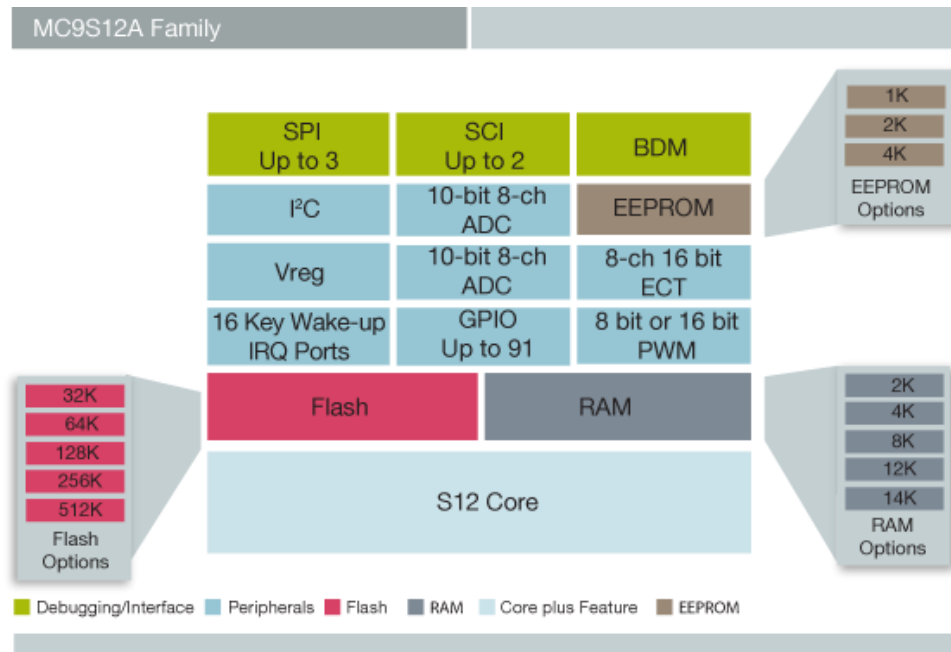 MC9S12A Family
SPI
Up to 3
SCI
Up to 2
BDM
I²C
10-bit 8-ch
ADC
EEPROM
Vreg
10-bit 8-ch
ADC
8-ch 16 bit
ECT
16 Key Wake-up
IRQ Ports
GPIO
Up to 91
8 bit or 16 bit
PWM
Flash
RAM
S12 Core
1K
2K
4K
EEPROM
Options
32K
64K
128K
256K
512K
Flash
Options
2K
4K
8K
12K
14K
RAM
Options
Debugging/Interface
Peripherals
Flash
RAM
Core plus Feature
EEPROM